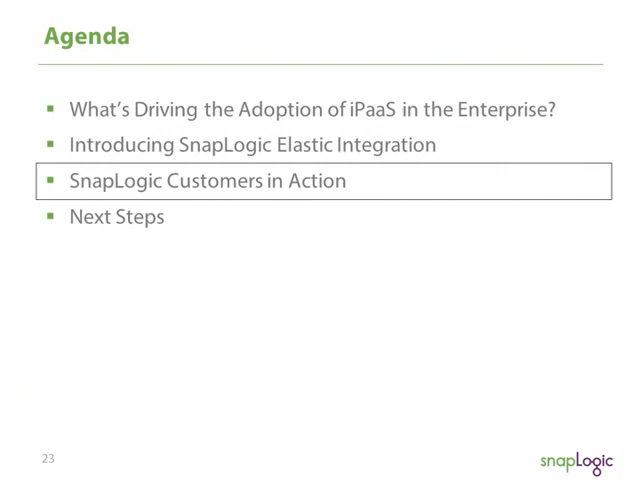 Agenda
▪ What's Driving the Adoption of iPaaS in the Enterprise?
▪ Introducing SnapLogic Elastic Integration
▪ SnapLogic Customers in Action
▪ Next Steps
23
snapLogic